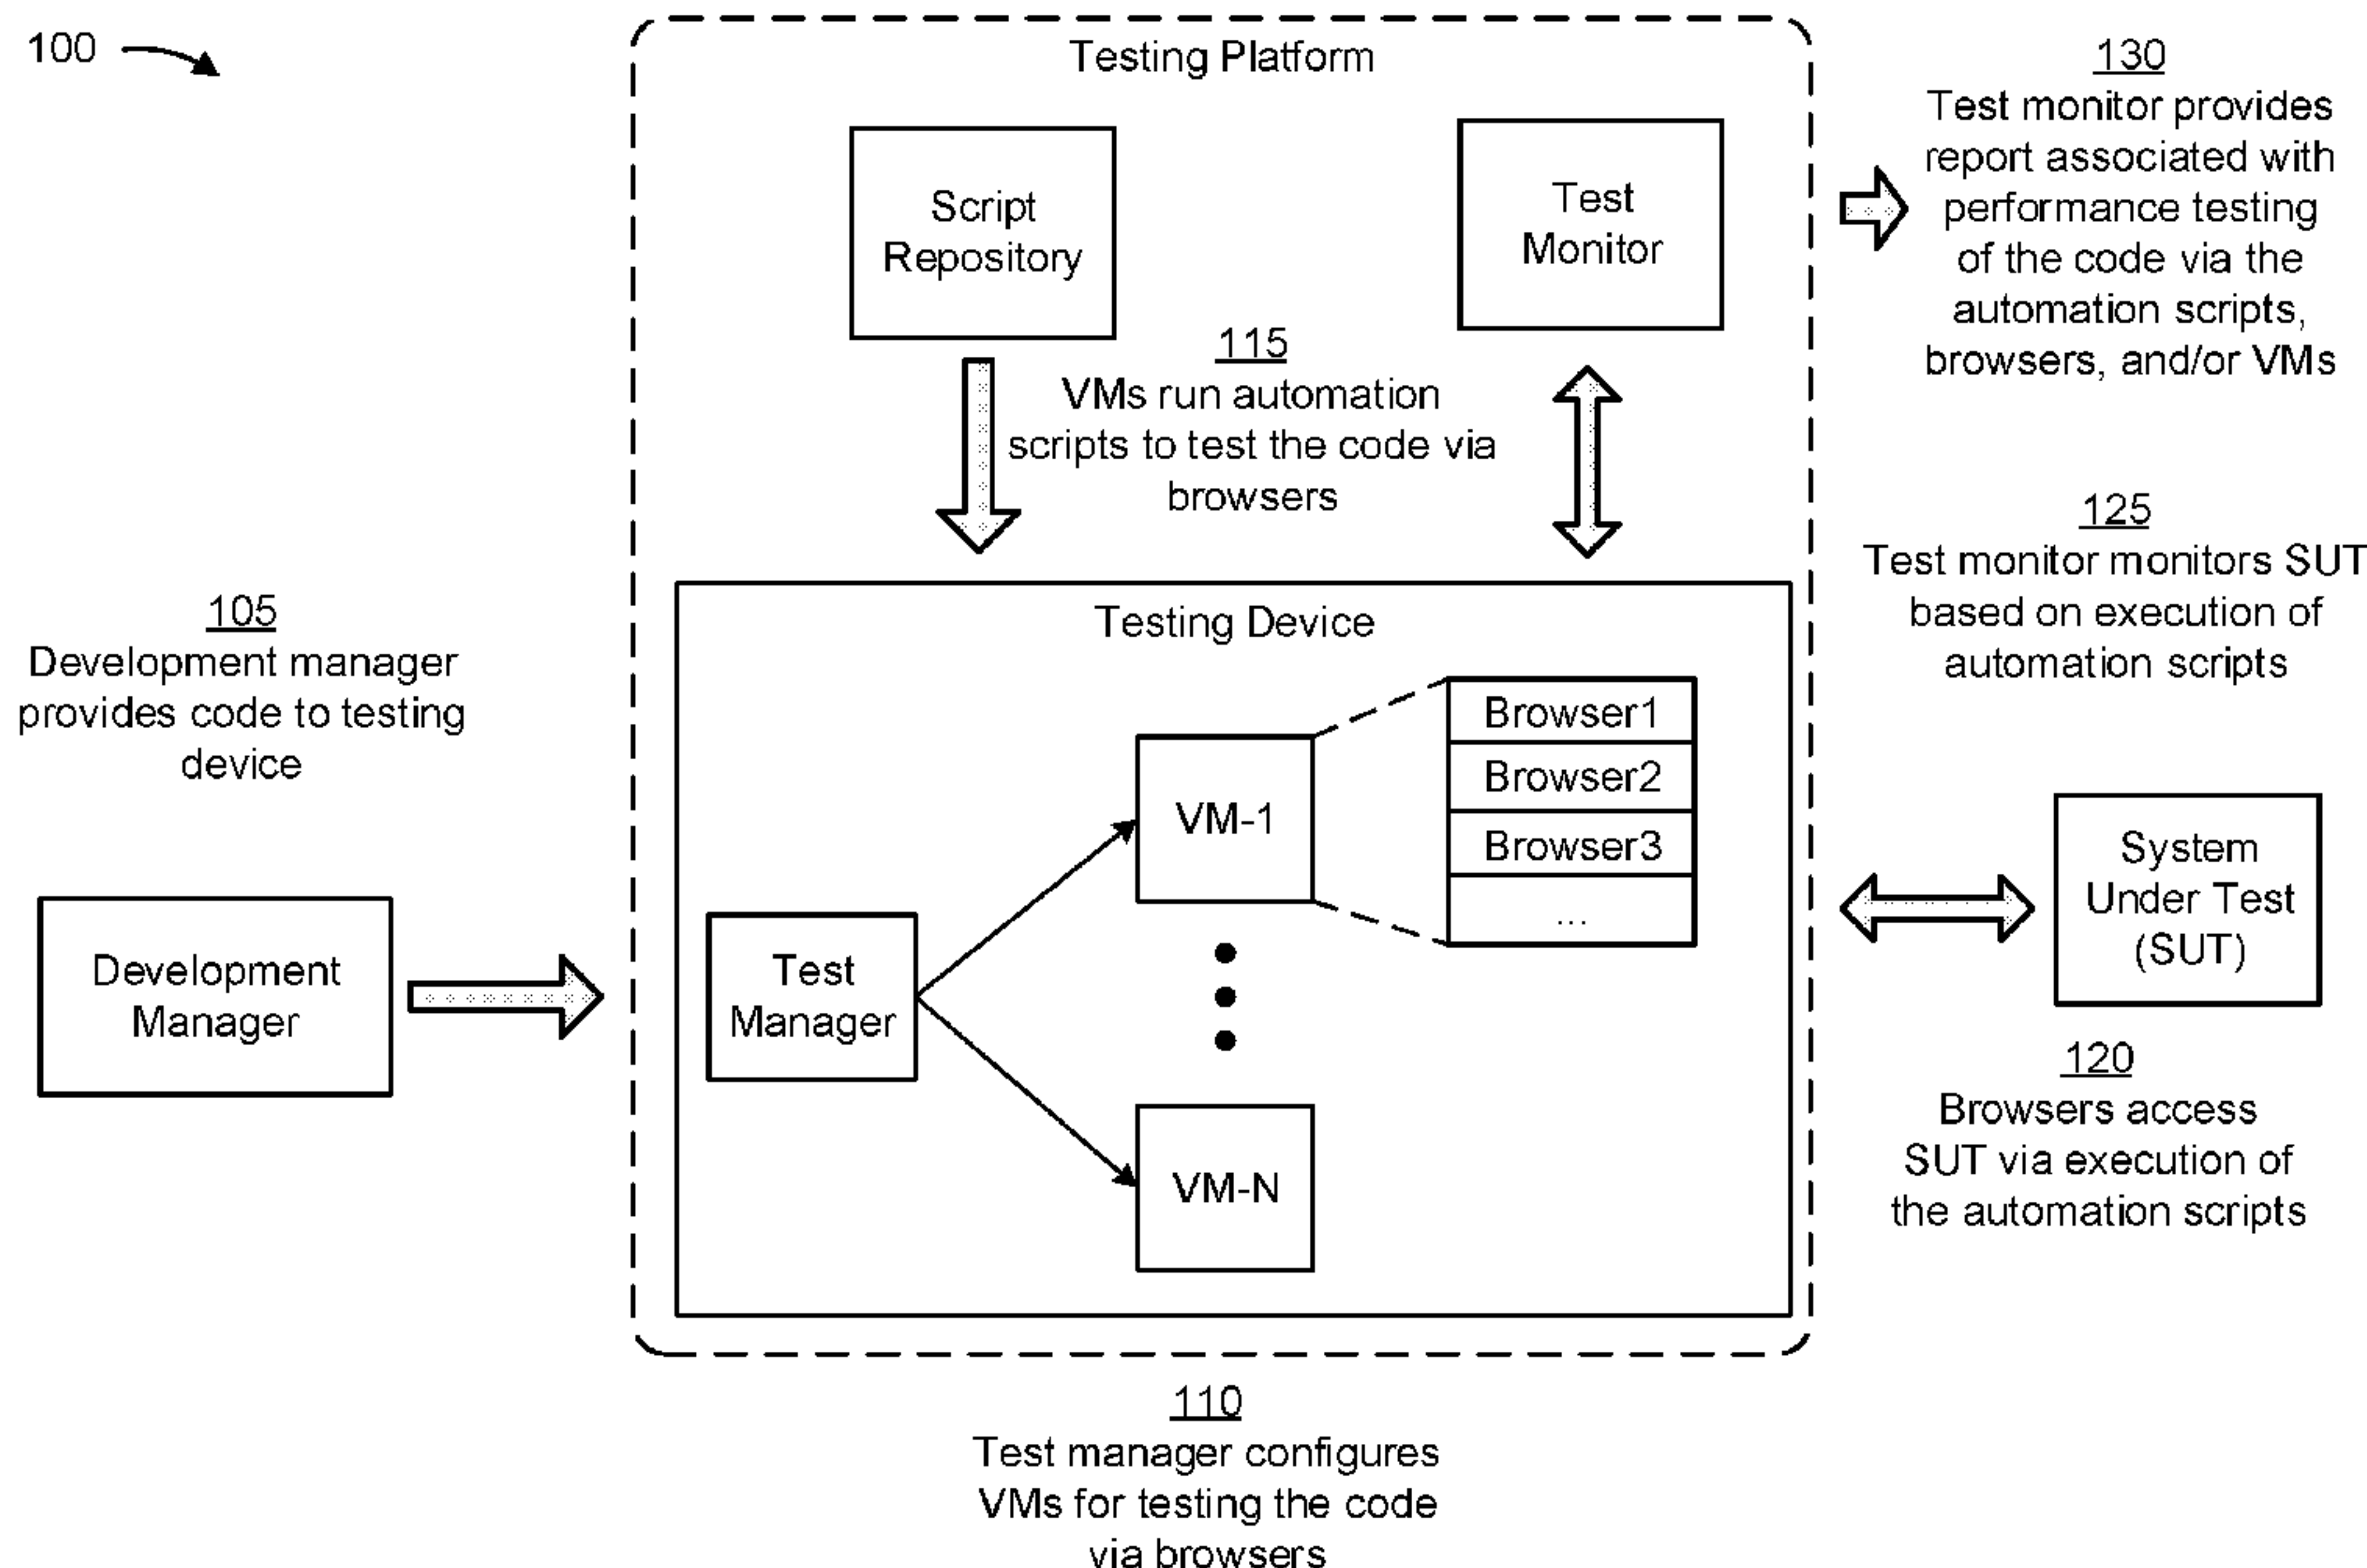 100
Testing Platform
Script
Repository
Test
Monitor
130
Test monitor provides
report associated with
performance testing
of the code via the
automation scripts,
browsers, and/or VMs
115
VMs run automation
scripts to test the code via
browsers
125
Test monitor monitors SUT
based on execution of
automation scripts
105
Development manager
provides code to testing
device
Development
Manager
Testing Device
Test
Manager
VM-1
Browser1
Browser2
Browser3
...
VM-N
System
Under Test
(SUT)
120
Browsers access
SUT via execution of
the automation scripts
110
Test manager configures
VMs for testing the code
via browsers